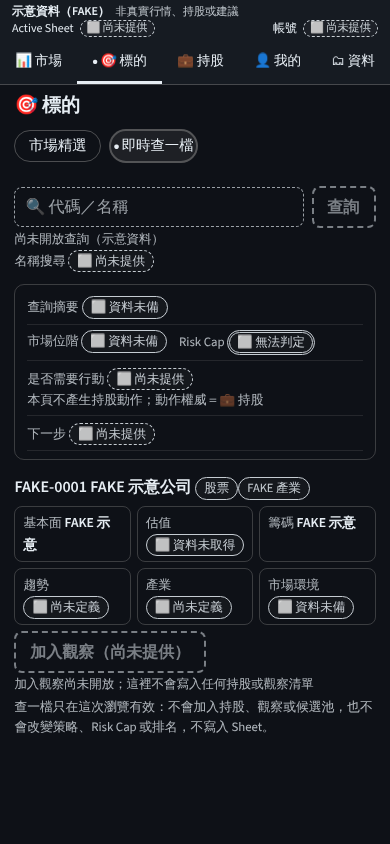 示意資料（FAKE） 非真實行情、持股或建議
Active Sheet ⬜ 尚未提供 帳號 ⬜ 尚未提供
📊 市場 • 🎯 標的 💼 持股 👤 我的 🗂 資料
🎯 標的
市場精選 • 即時查一檔
🔍 代碼／名稱 查詢
尚未開放查詢（示意資料）
名稱搜尋 ⬜ 尚未提供
查詢摘要 ⬜ 資料未備
市場位階 ⬜ 資料未備 Risk Cap ⬜ 無法判定
是否需要行動 ⬜ 尚未提供
本頁不產生持股動作；動作權威＝💼 持股
下一步 ⬜ 尚未提供
FAKE-0001 FAKE 示意公司 股票 FAKE 產業
基本面 FAKE 示意
估值 ⬜ 資料未取得
籌碼 FAKE 示意
趨勢 ⬜ 尚未定義
產業 ⬜ 尚未定義
市場環境 ⬜ 資料未備
加入觀察（尚未提供）
加入觀察尚未開放；這裡不會寫入任何持股或觀察清單
查一檔只在這次瀏覽有效：不會加入持股、觀察或候選池，也不
會改變策略、Risk Cap 或排名，不寫入 Sheet。